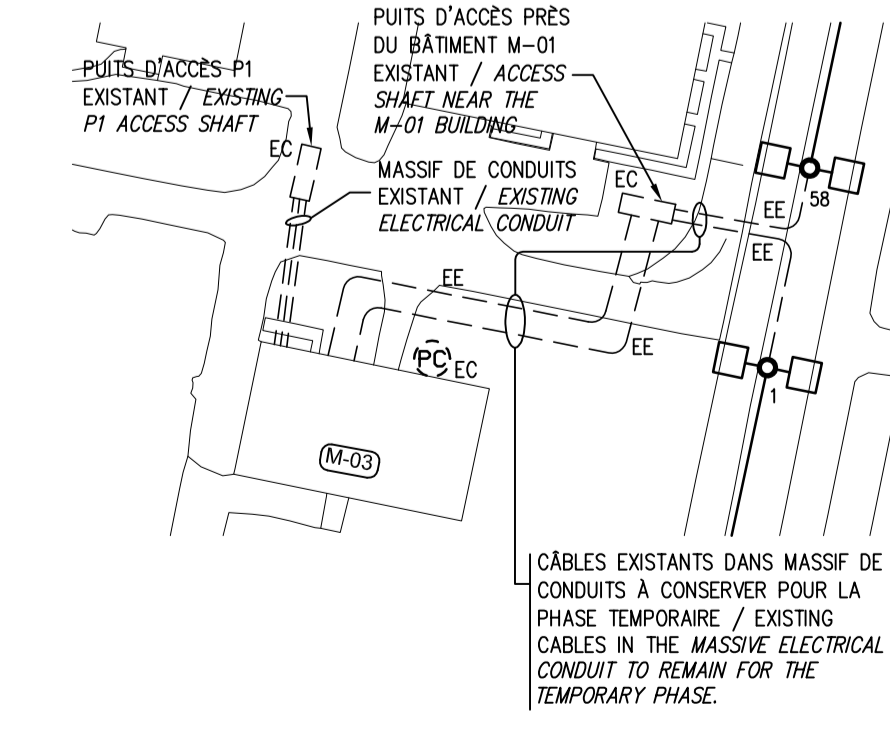 PUITS D'ACCÈS PRÈS
DU BÂTIMENT M-01
EXISTANT / ACCESS
SHAFT NEAR THE
M-01 BUILDING
PUITS D'ACCÈS P1
EXISTANT / EXISTING
P1 ACCESS SHAFT
EC
MASSIF DE CONDUITS
EXISTANT / EXISTING
ELECTRICAL CONDUIT
EC
EE
58
EE
EE
EE
PC
EC
1
M-03
CÂBLES EXISTANTS DANS MASSIF DE
CONDUITS À CONSERVER POUR LA
PHASE TEMPORAIRE / EXISTING
CABLES IN THE MASSIVE ELECTRICAL
CONDUIT TO REMAIN FOR THE
TEMPORARY PHASE.